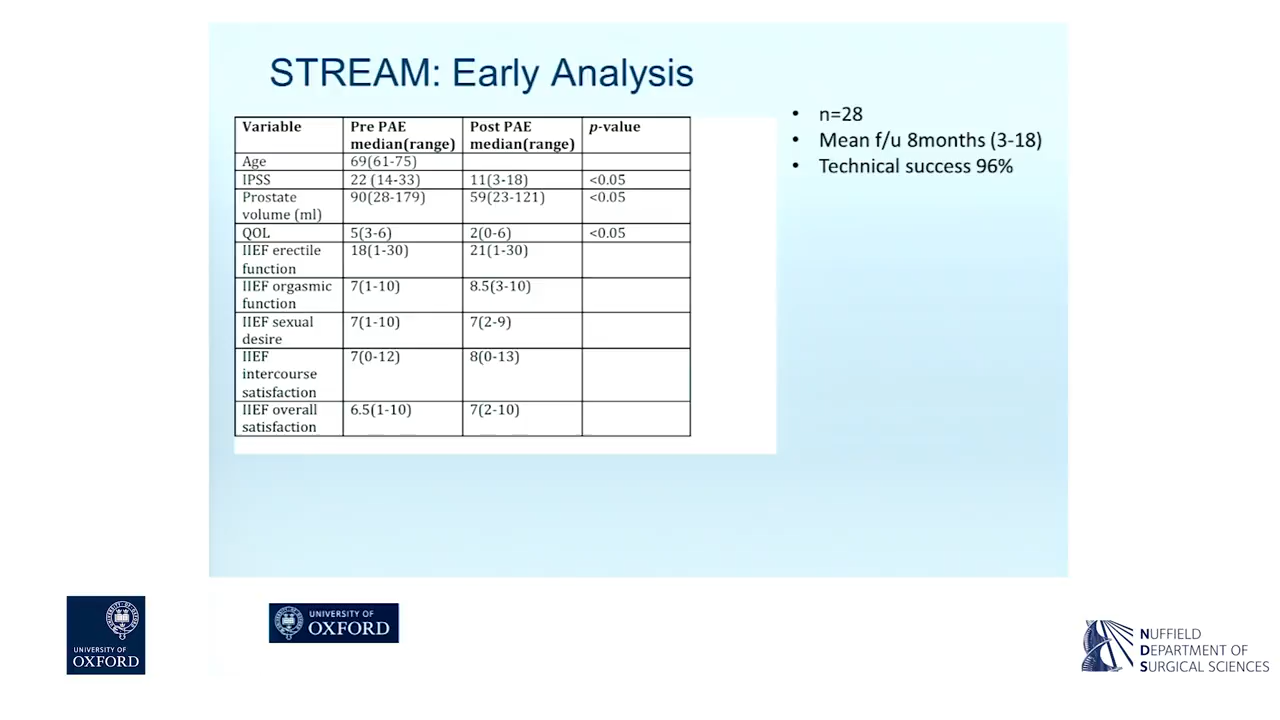 STREAM: Early Analysis
Variable Pre PAE median(range) Post PAE median(range) p-value
Age 69(61-75)
IPSS 22 (14-33) 11(3-18) <0.05
Prostate volume (ml) 90(28-179) 59(23-121) <0.05
QOL 5(3-6) 2(0-6) <0.05
IIEF erectile function 18(1-30) 21(1-30)
IIEF orgasmic function 7(1-10) 8.5(3-10)
IIEF sexual desire 7(1-10) 7(2-9)
IIEF intercourse satisfaction 7(0-12) 8(0-13)
IIEF overall satisfaction 6.5(1-10) 7(2-10)
• n=28
• Mean f/u 8months (3-18)
• Technical success 96%
UNIVERSITY OF
OXFORD
UNIVERSITY OF
OXFORD
NUFFIELD
DEPARTMENT OF
SURGICAL SCIENCES